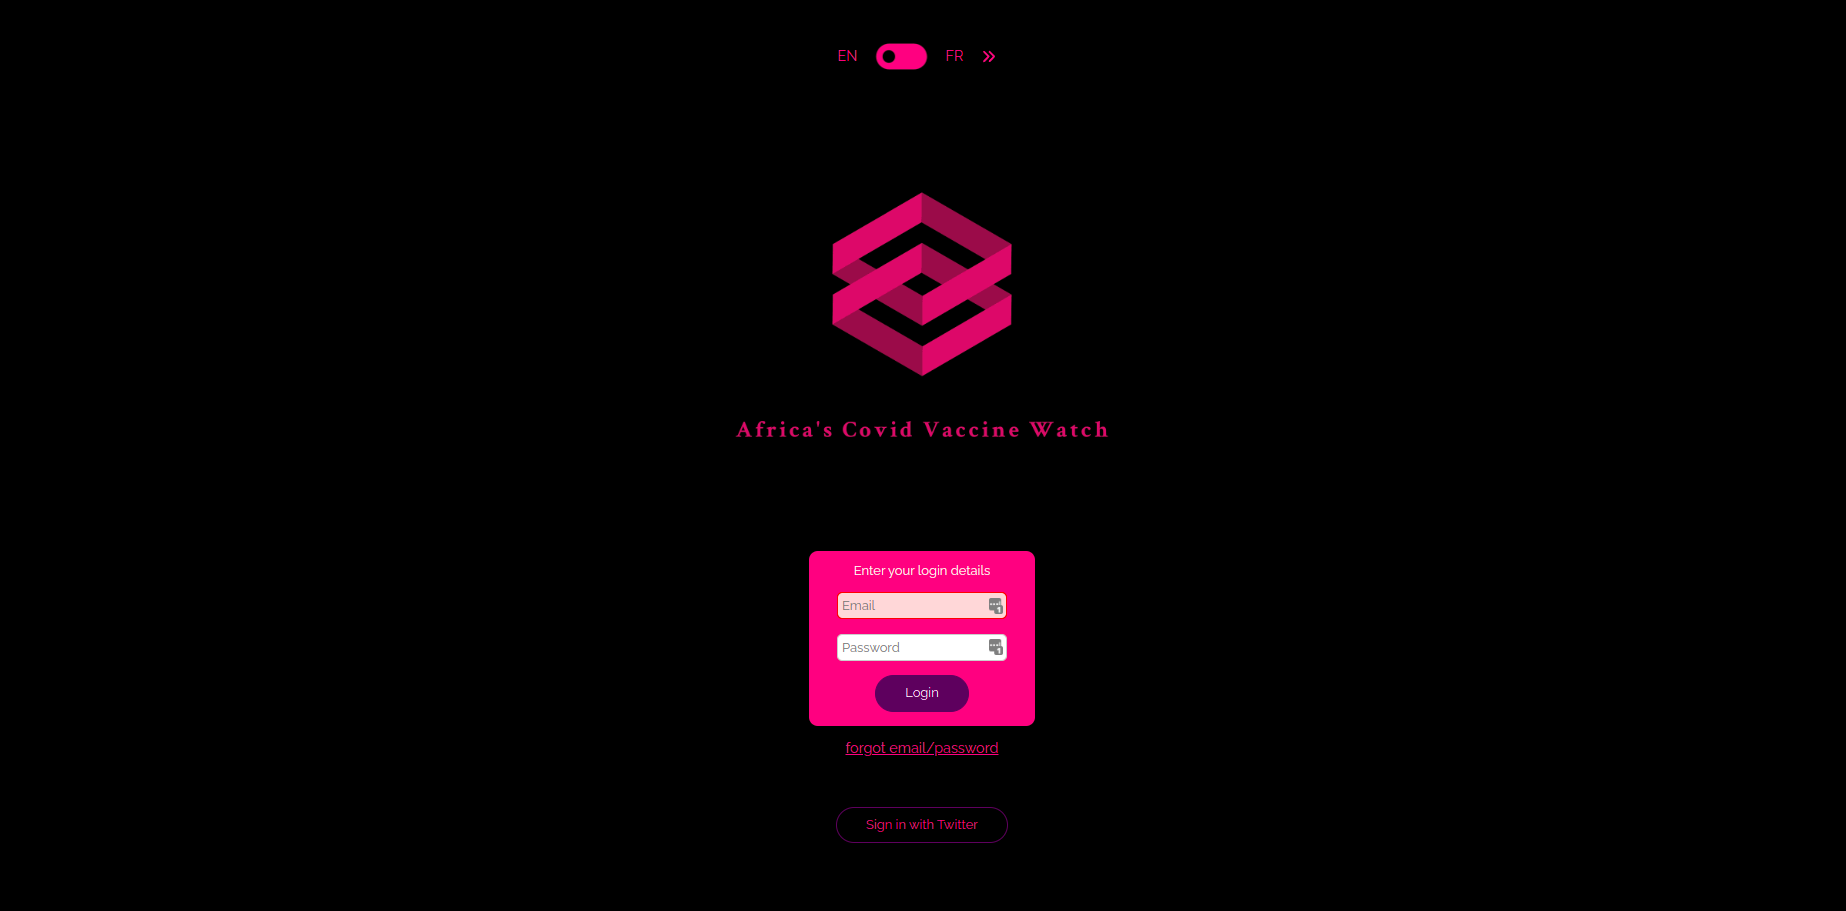 EN FR »
Africa's Covid Vaccine Watch
Enter your login details
Email
Password
Login
forgot email/password
Sign in with Twitter